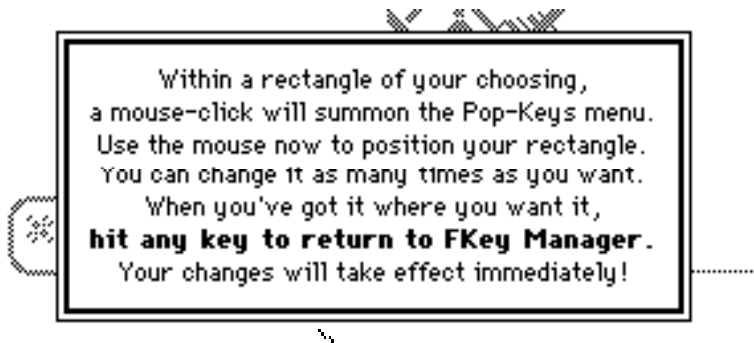 Within a rectangle of your choosing,
a mouse-click will summon the Pop-Keys menu.
Use the mouse now to position your rectangle.
You can change it as many times as you want.
When you've got it where you want it,
hit any key to return to FKey Manager.
Your changes will take effect immediately!